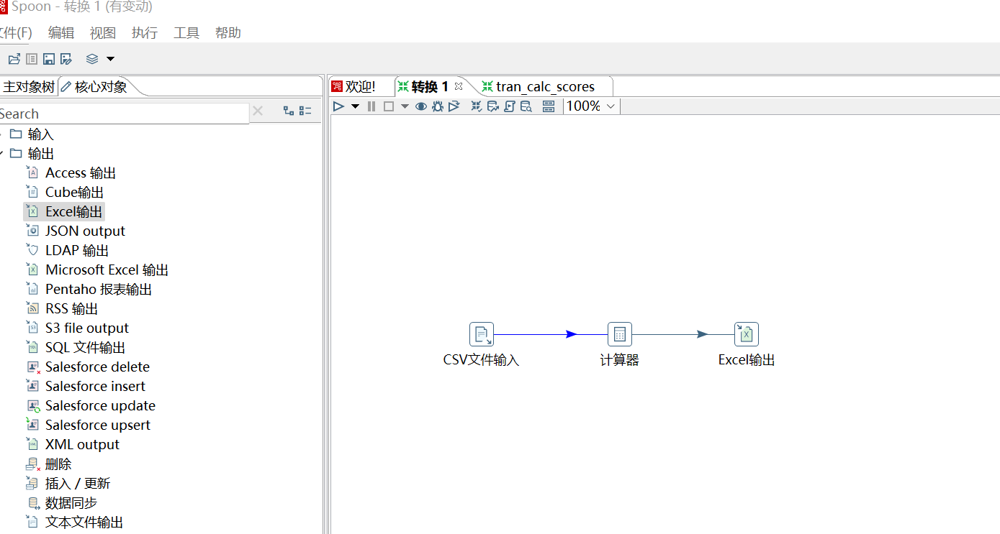 Spoon - 转换 1 (有变动)
文件(F) 编辑 视图 执行 工具 帮助
主对象树 核心对象 欢迎! 转换 1 tran_calc_scores
Search 100%
输入
输出
Access 输出
Cube输出
Excel输出
JSON output
LDAP 输出
Microsoft Excel 输出
Pentaho 报表输出
RSS 输出
S3 file output
SQL 文件输出
Salesforce delete
Salesforce insert
Salesforce update
Salesforce upsert
XML output
删除
插入 / 更新
数据同步
文本文件输出
CSV文件输入 计算器 Excel输出